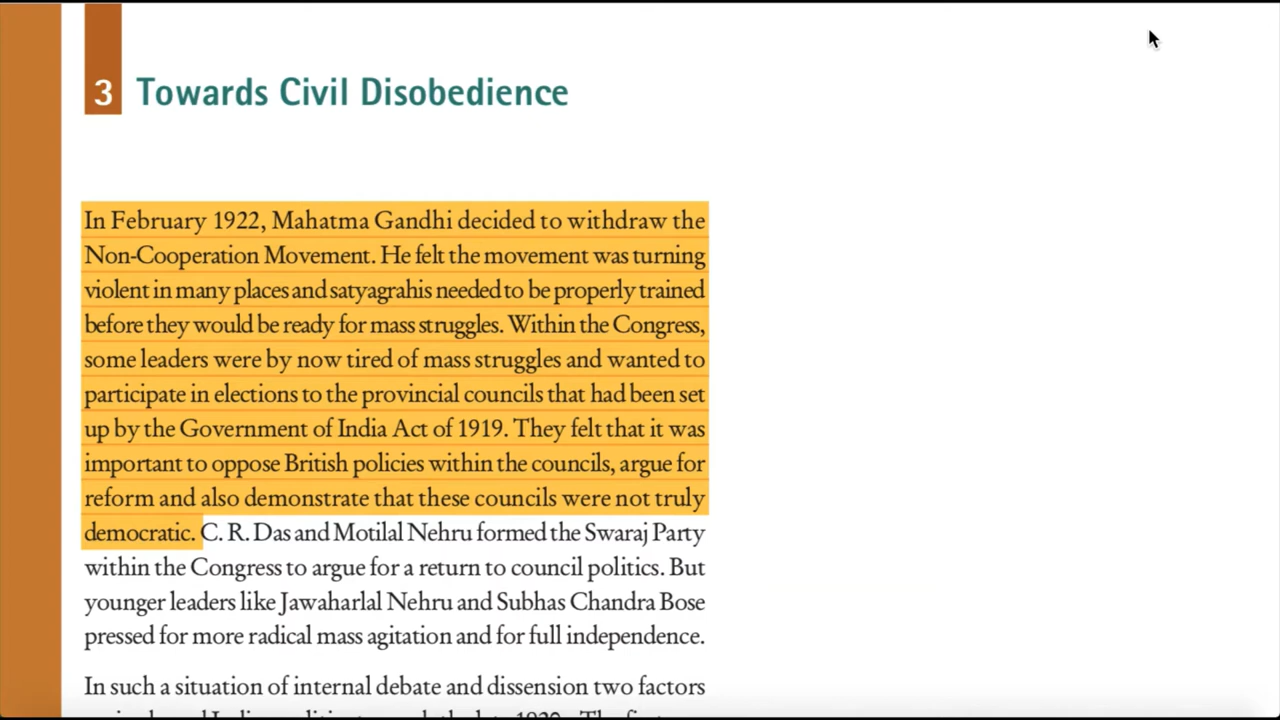 3 Towards Civil Disobedience
In February 1922, Mahatma Gandhi decided to withdraw the
Non-Cooperation Movement. He felt the movement was turning
violent in many places and satyagrahis needed to be properly trained
before they would be ready for mass struggles. Within the Congress,
some leaders were by now tired of mass struggles and wanted to
participate in elections to the provincial councils that had been set
up by the Government of India Act of 1919. They felt that it was
important to oppose British policies within the councils, argue for
reform and also demonstrate that these councils were not truly
democratic. C. R. Das and Motilal Nehru formed the Swaraj Party
within the Congress to argue for a return to council politics. But
younger leaders like Jawaharlal Nehru and Subhas Chandra Bose
pressed for more radical mass agitation and for full independence.
In such a situation of internal debate and dissension two factors